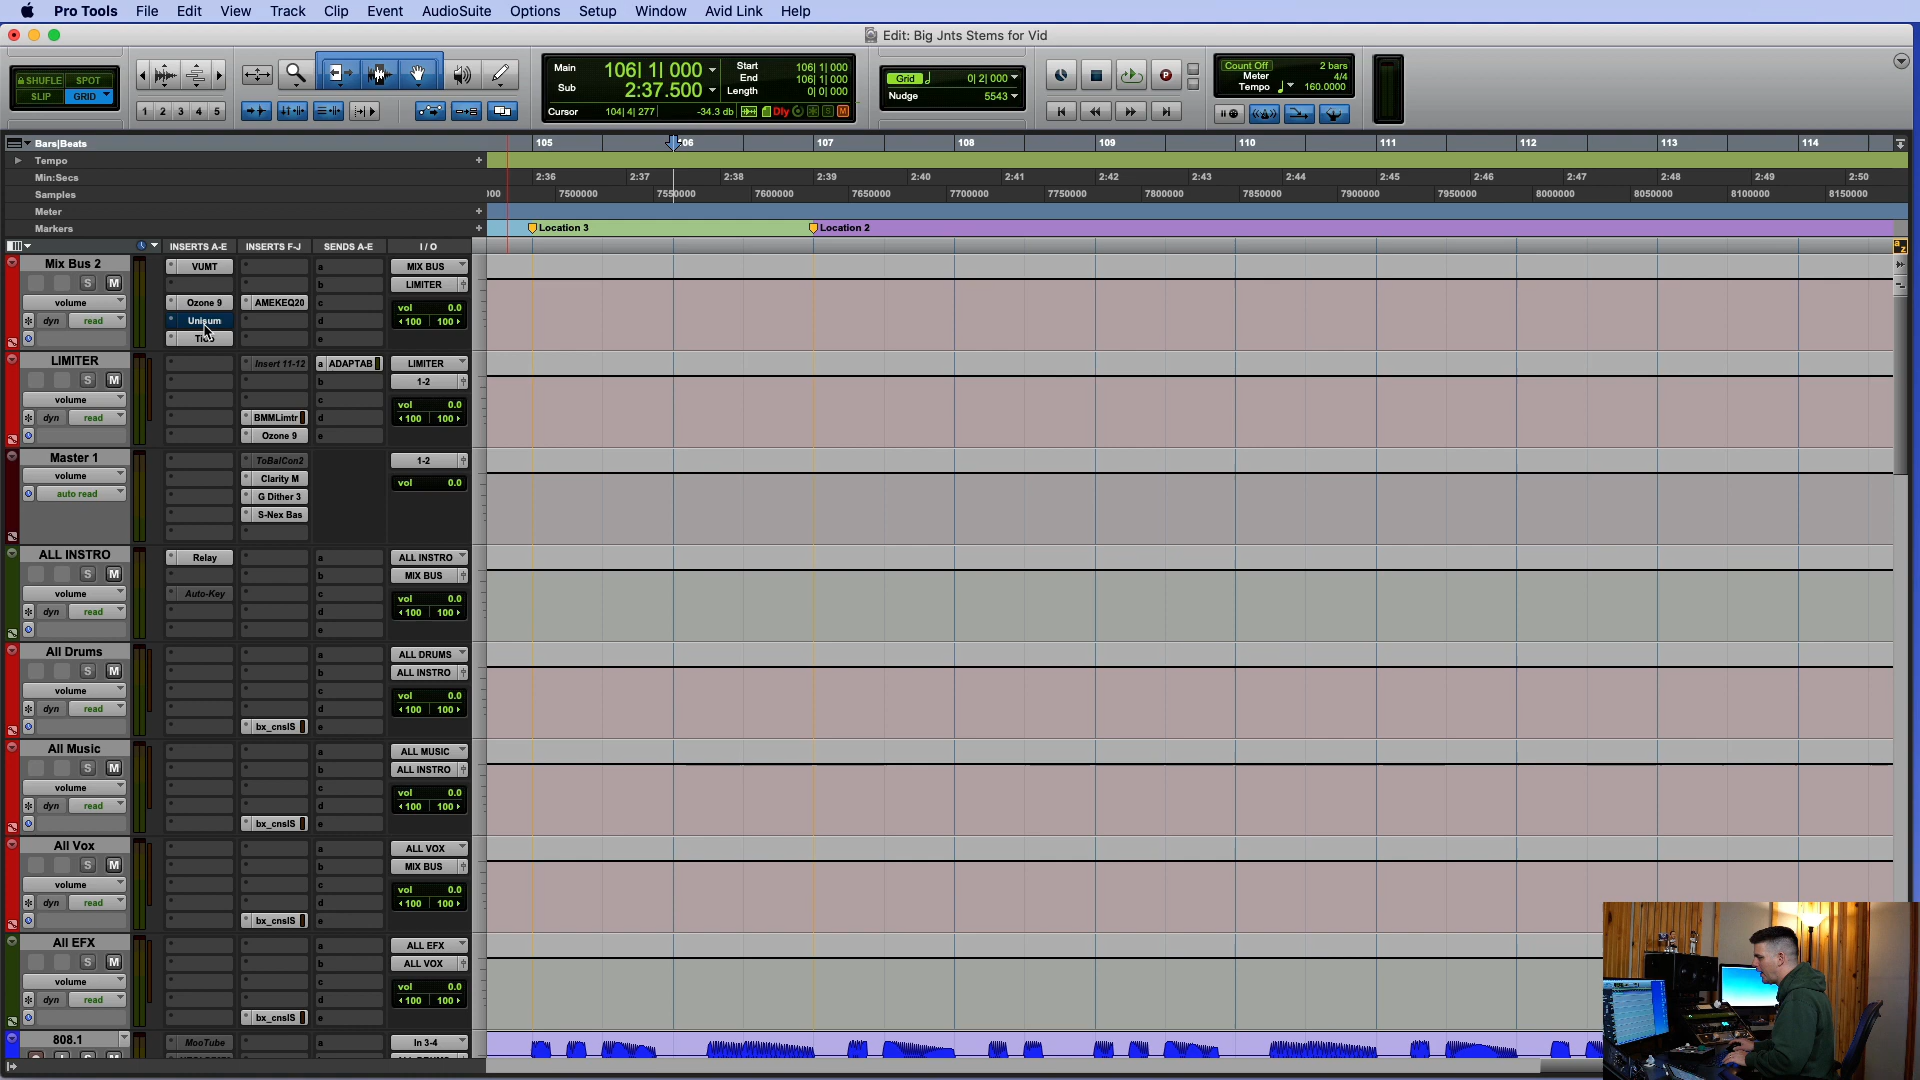 Pro Tools File Edit View Track Clip Event AudioSuite Options Setup Window Avid Link Help
Edit: Big Jnts Stems for Vid
SHUFLE SPOT
SLIP GRID
1 2 3 4 5
Main 106| 1| 000
Sub 2:37.500
Start 106| 1| 000
End 106| 1| 000
Length 0| 0| 000
Cursor 104| 4| 277 -34.3 db Dly S M
Grid 0| 2| 000
Nudge 5543
Count Off 2 bars
Meter 4/4
Tempo 160.0000
Bars|Beats 105 06 107 108 109 110 111 112 113 114
Tempo
Min:Secs 2:36 2:37 2:38 2:39 2:40 2:41 2:42 2:43 2:44 2:45 2:46 2:47 2:48 2:49 2:50
Samples 000 7500000 7550000 7600000 7650000 7700000 7750000 7800000 7850000 7900000 7950000 8000000 8050000 8100000 8150000
Meter
Markers Location 3 Location 2
INSERTS A-E INSERTS F-J SENDS A-E I / O
Mix Bus 2 VUMT a MIX BUS
S M b LIMITER
volume Ozone 9 AMEKEQ20 c vol 0.0
dyn read Unisum d 100 100
e
LIMITER Insert 11-12 a ADAPTAB LIMITER
S M b 1-2
volume c vol 0.0
dyn read BMMLimtr d 100 100
Ozone 9 e
Master 1 ToBalCon2 1-2
volume Clarity M vol 0.0
auto read G Dither 3
S-Nex Bas
ALL INSTRO Relay a ALL INSTRO
S M b MIX BUS
volume Auto-Key c vol 0.0
dyn read d 100 100
e
All Drums a ALL DRUMS
S M b ALL INSTRO
volume c vol 0.0
dyn read d 100 100
bx_cnslS e
All Music a ALL MUSIC
S M b ALL INSTRO
volume c vol 0.0
dyn read d 100 100
bx_cnslS e
All Vox a ALL VOX
S M b MIX BUS
volume c vol 0.0
dyn read d 100 100
bx_cnslS e
All EFX a ALL EFX
S M b ALL VOX
volume c vol 0.0
dyn read d 100 100
bx_cnslS e
808.1 MooTube a In 3-4